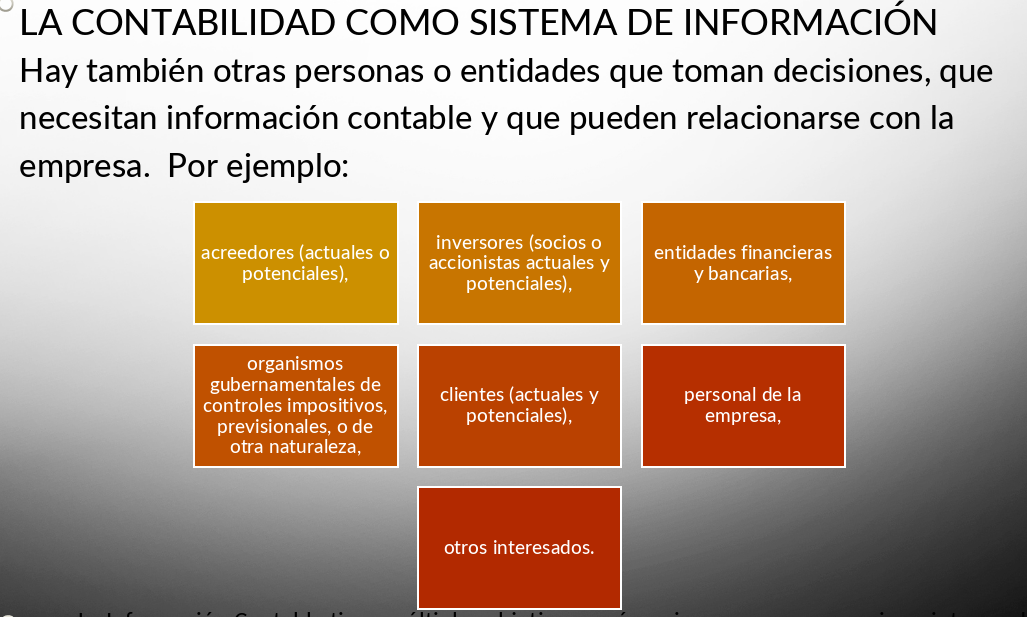 LA CONTABILIDAD COMO SISTEMA DE INFORMACIÓN
Hay también otras personas o entidades que toman decisiones, que
necesitan información contable y que pueden relacionarse con la
empresa.  Por ejemplo:
acreedores (actuales o
potenciales),
inversores (socios o
accionistas actuales y
potenciales),
entidades financieras
y bancarias,
organismos
gubernamentales de
controles impositivos,
previsionales, o de
otra naturaleza,
clientes (actuales y
potenciales),
personal de la
empresa,
otros interesados.